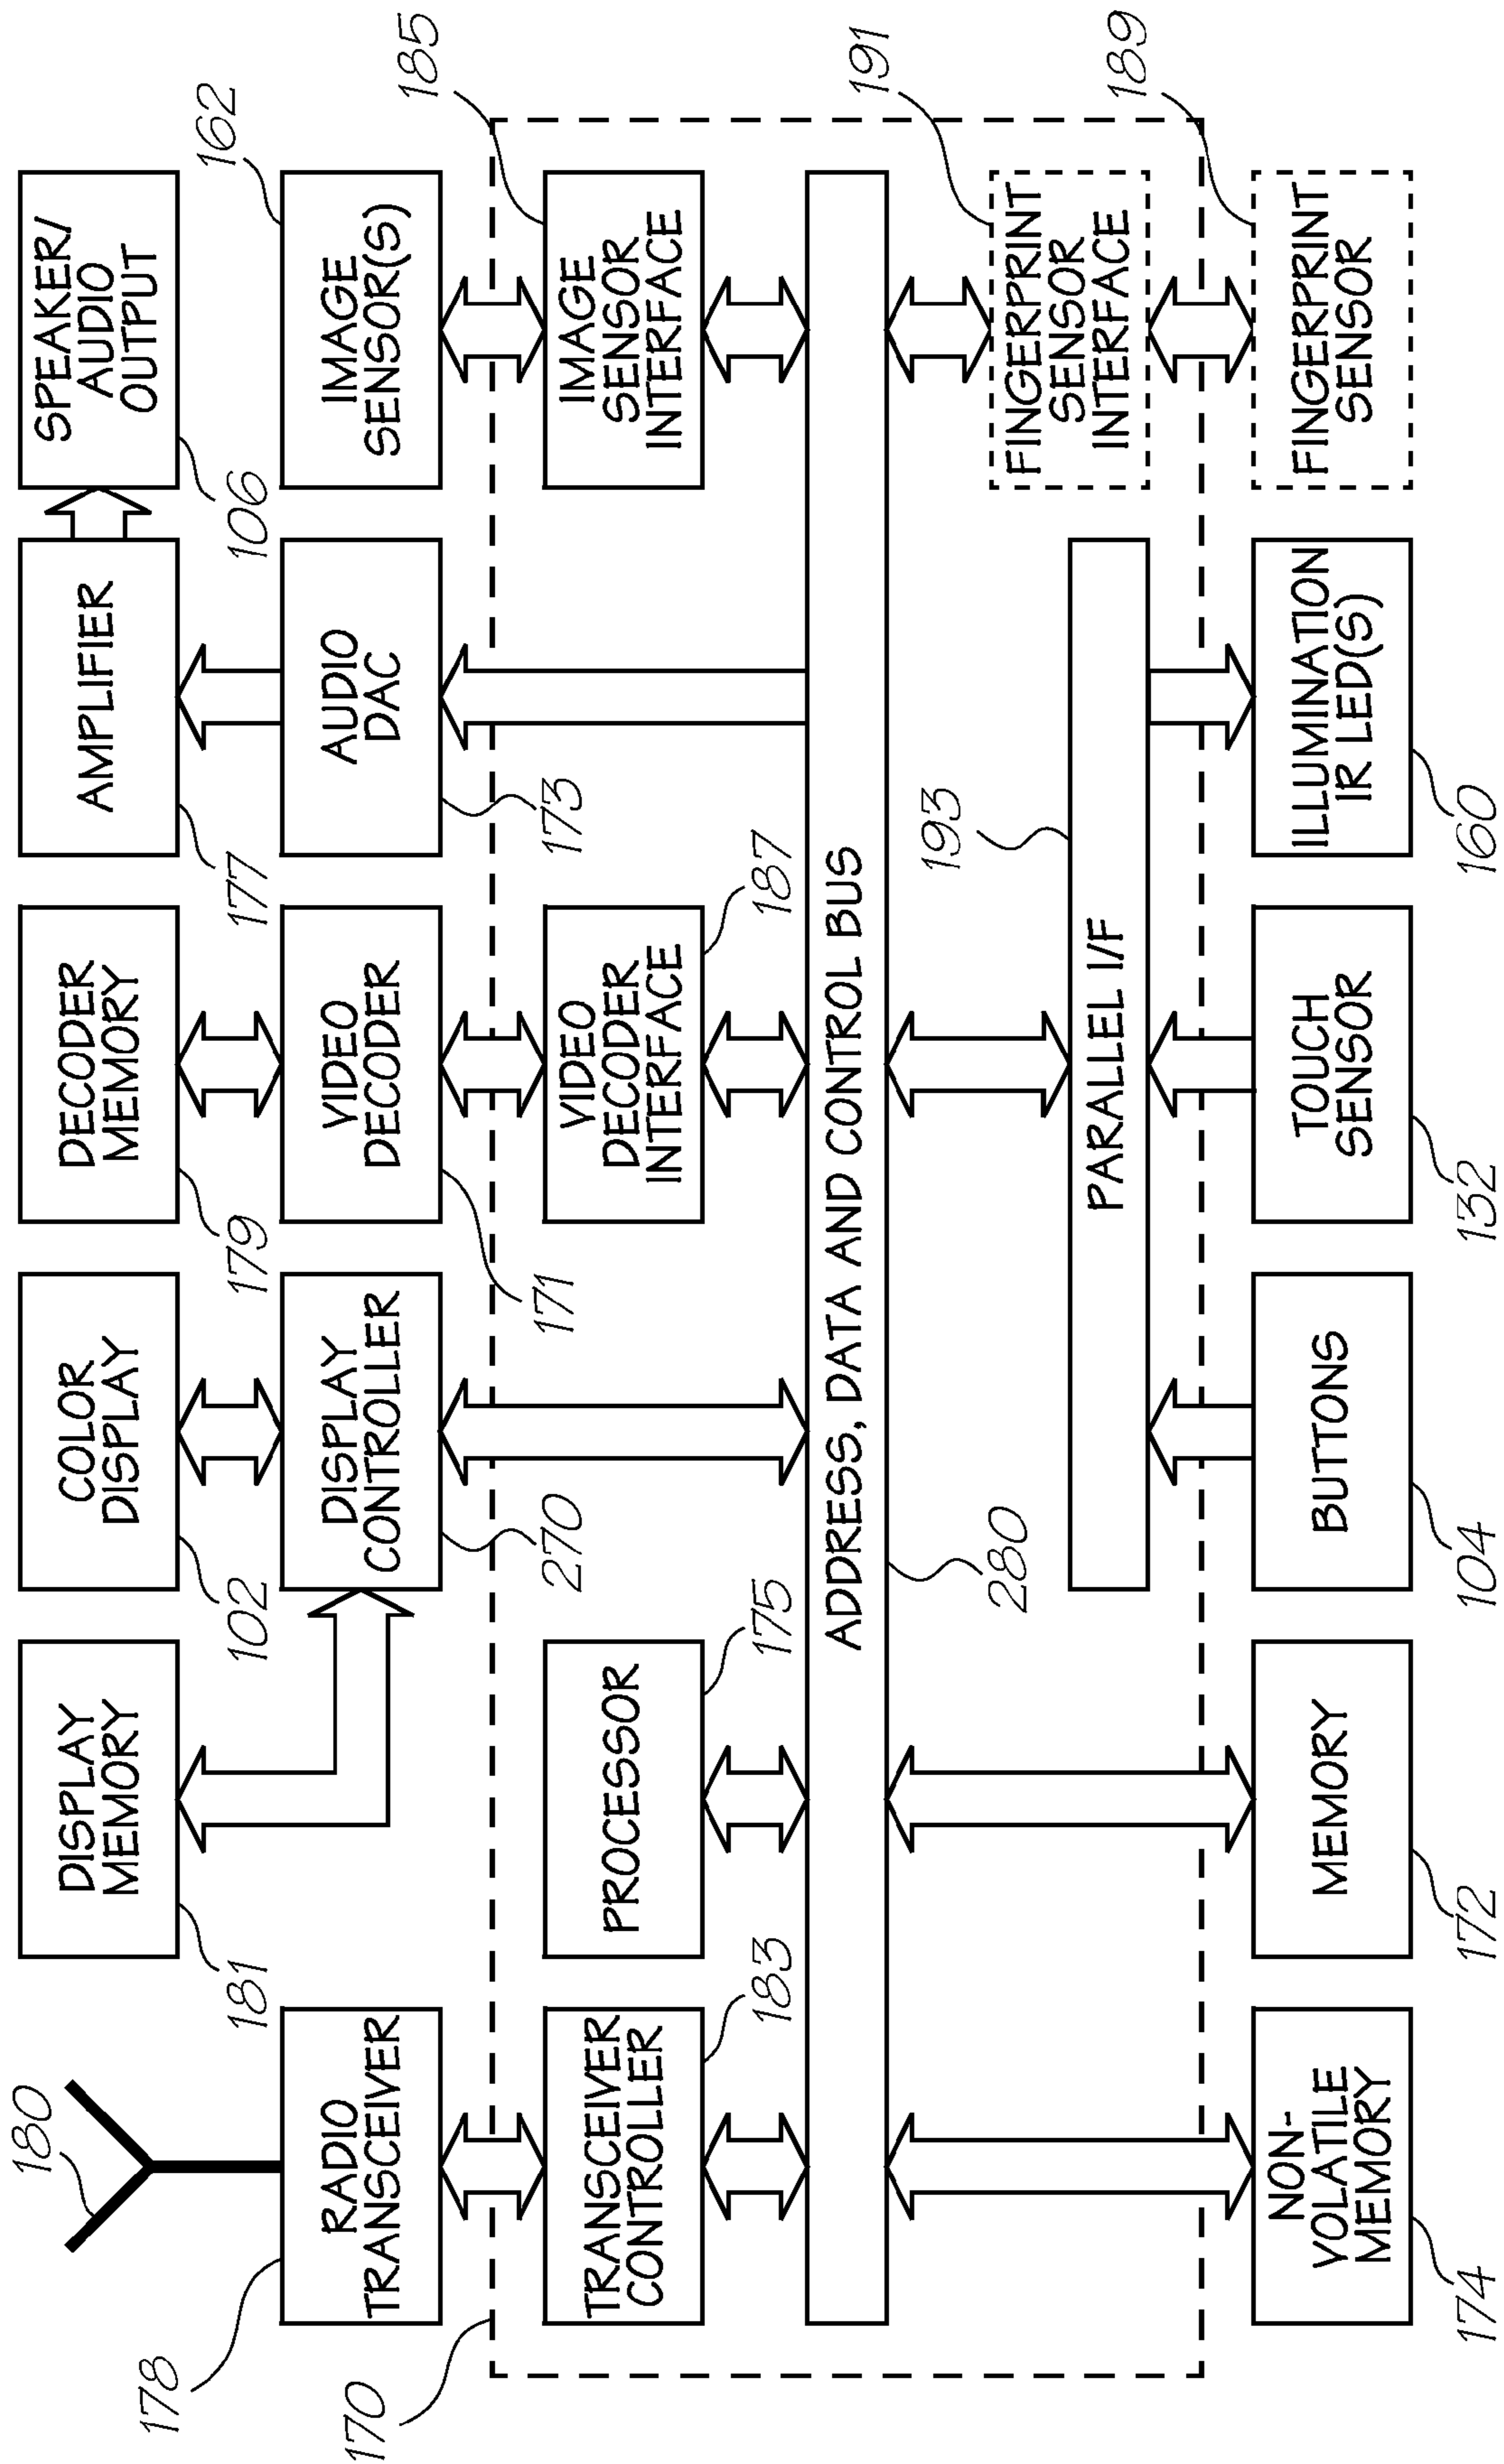 180
DISPLAY
MEMORY
181
COLOR
DISPLAY
102
DECODER
MEMORY
179
AMPLIFIER
177
SPEAKER/
AUDIO
OUTPUT
106
178
RADIO
TRANSCEIVER
DISPLAY
CONTROLLER
270
VIDEO
DECODER
171
AUDIO
DAC
173
IMAGE
SENSOR(S)
162
170
TRANSCEIVER
CONTROLLER
183
PROCESSOR
175
VIDEO
DECODER
INTERFACE
187
IMAGE
SENSOR
INTERFACE
185
ADDRESS, DATA AND CONTROL BUS
280
193
191
FINGERPRINT
SENSOR
INTERFACE
PARALLEL I/F
189
NON-
VOLATILE
MEMORY
174
MEMORY
172
BUTTONS
104
TOUCH
SENSOR
132
ILLUMINATION
IR LED(S)
160
FINGERPRINT
SENSOR